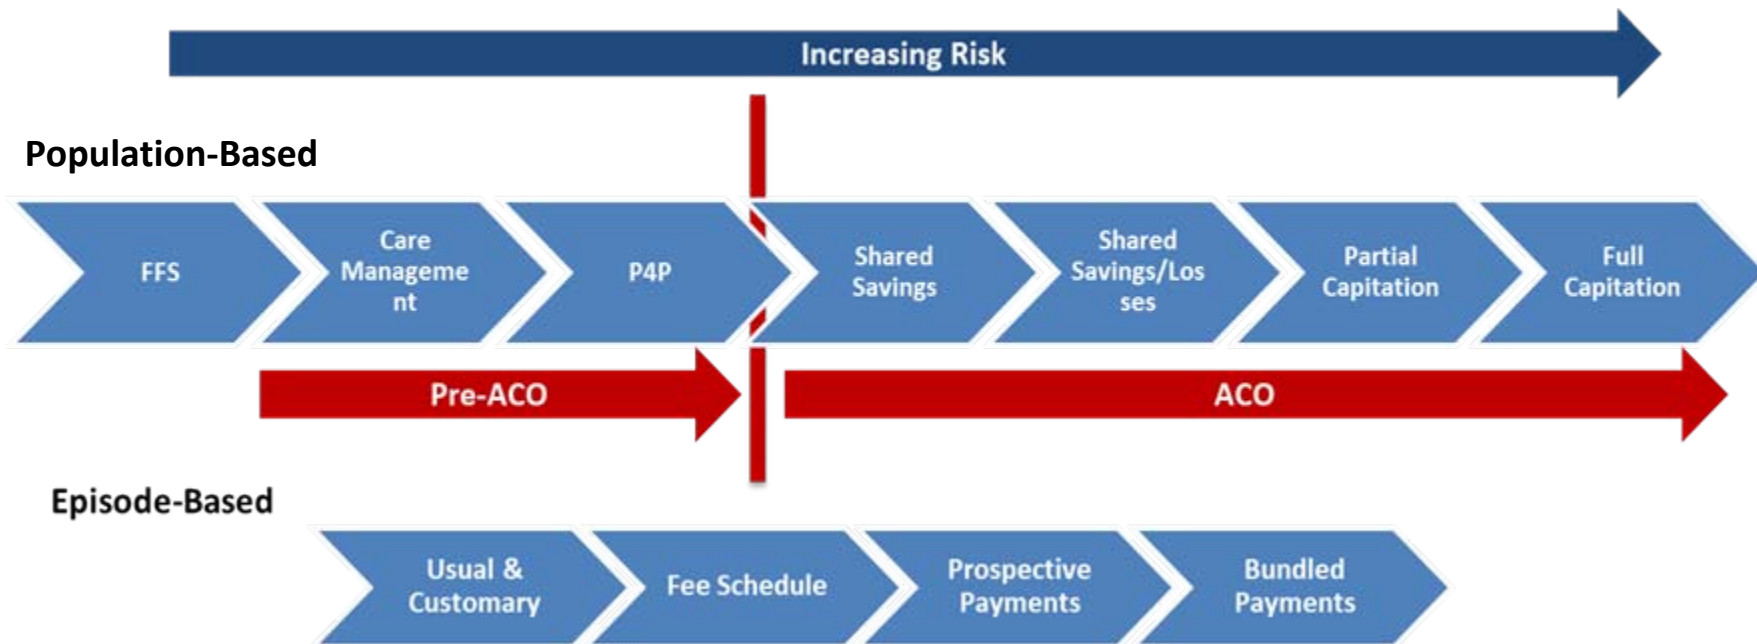 Increasing Risk
Population-Based
FFS
Care
Manageme
nt
P4P
Shared
Savings
Shared
Savings/Los
ses
Partial
Capitation
Full
Capitation
Pre-ACO
ACO
Episode-Based
Usual &
Customary
Fee Schedule
Prospective
Payments
Bundled
Payments